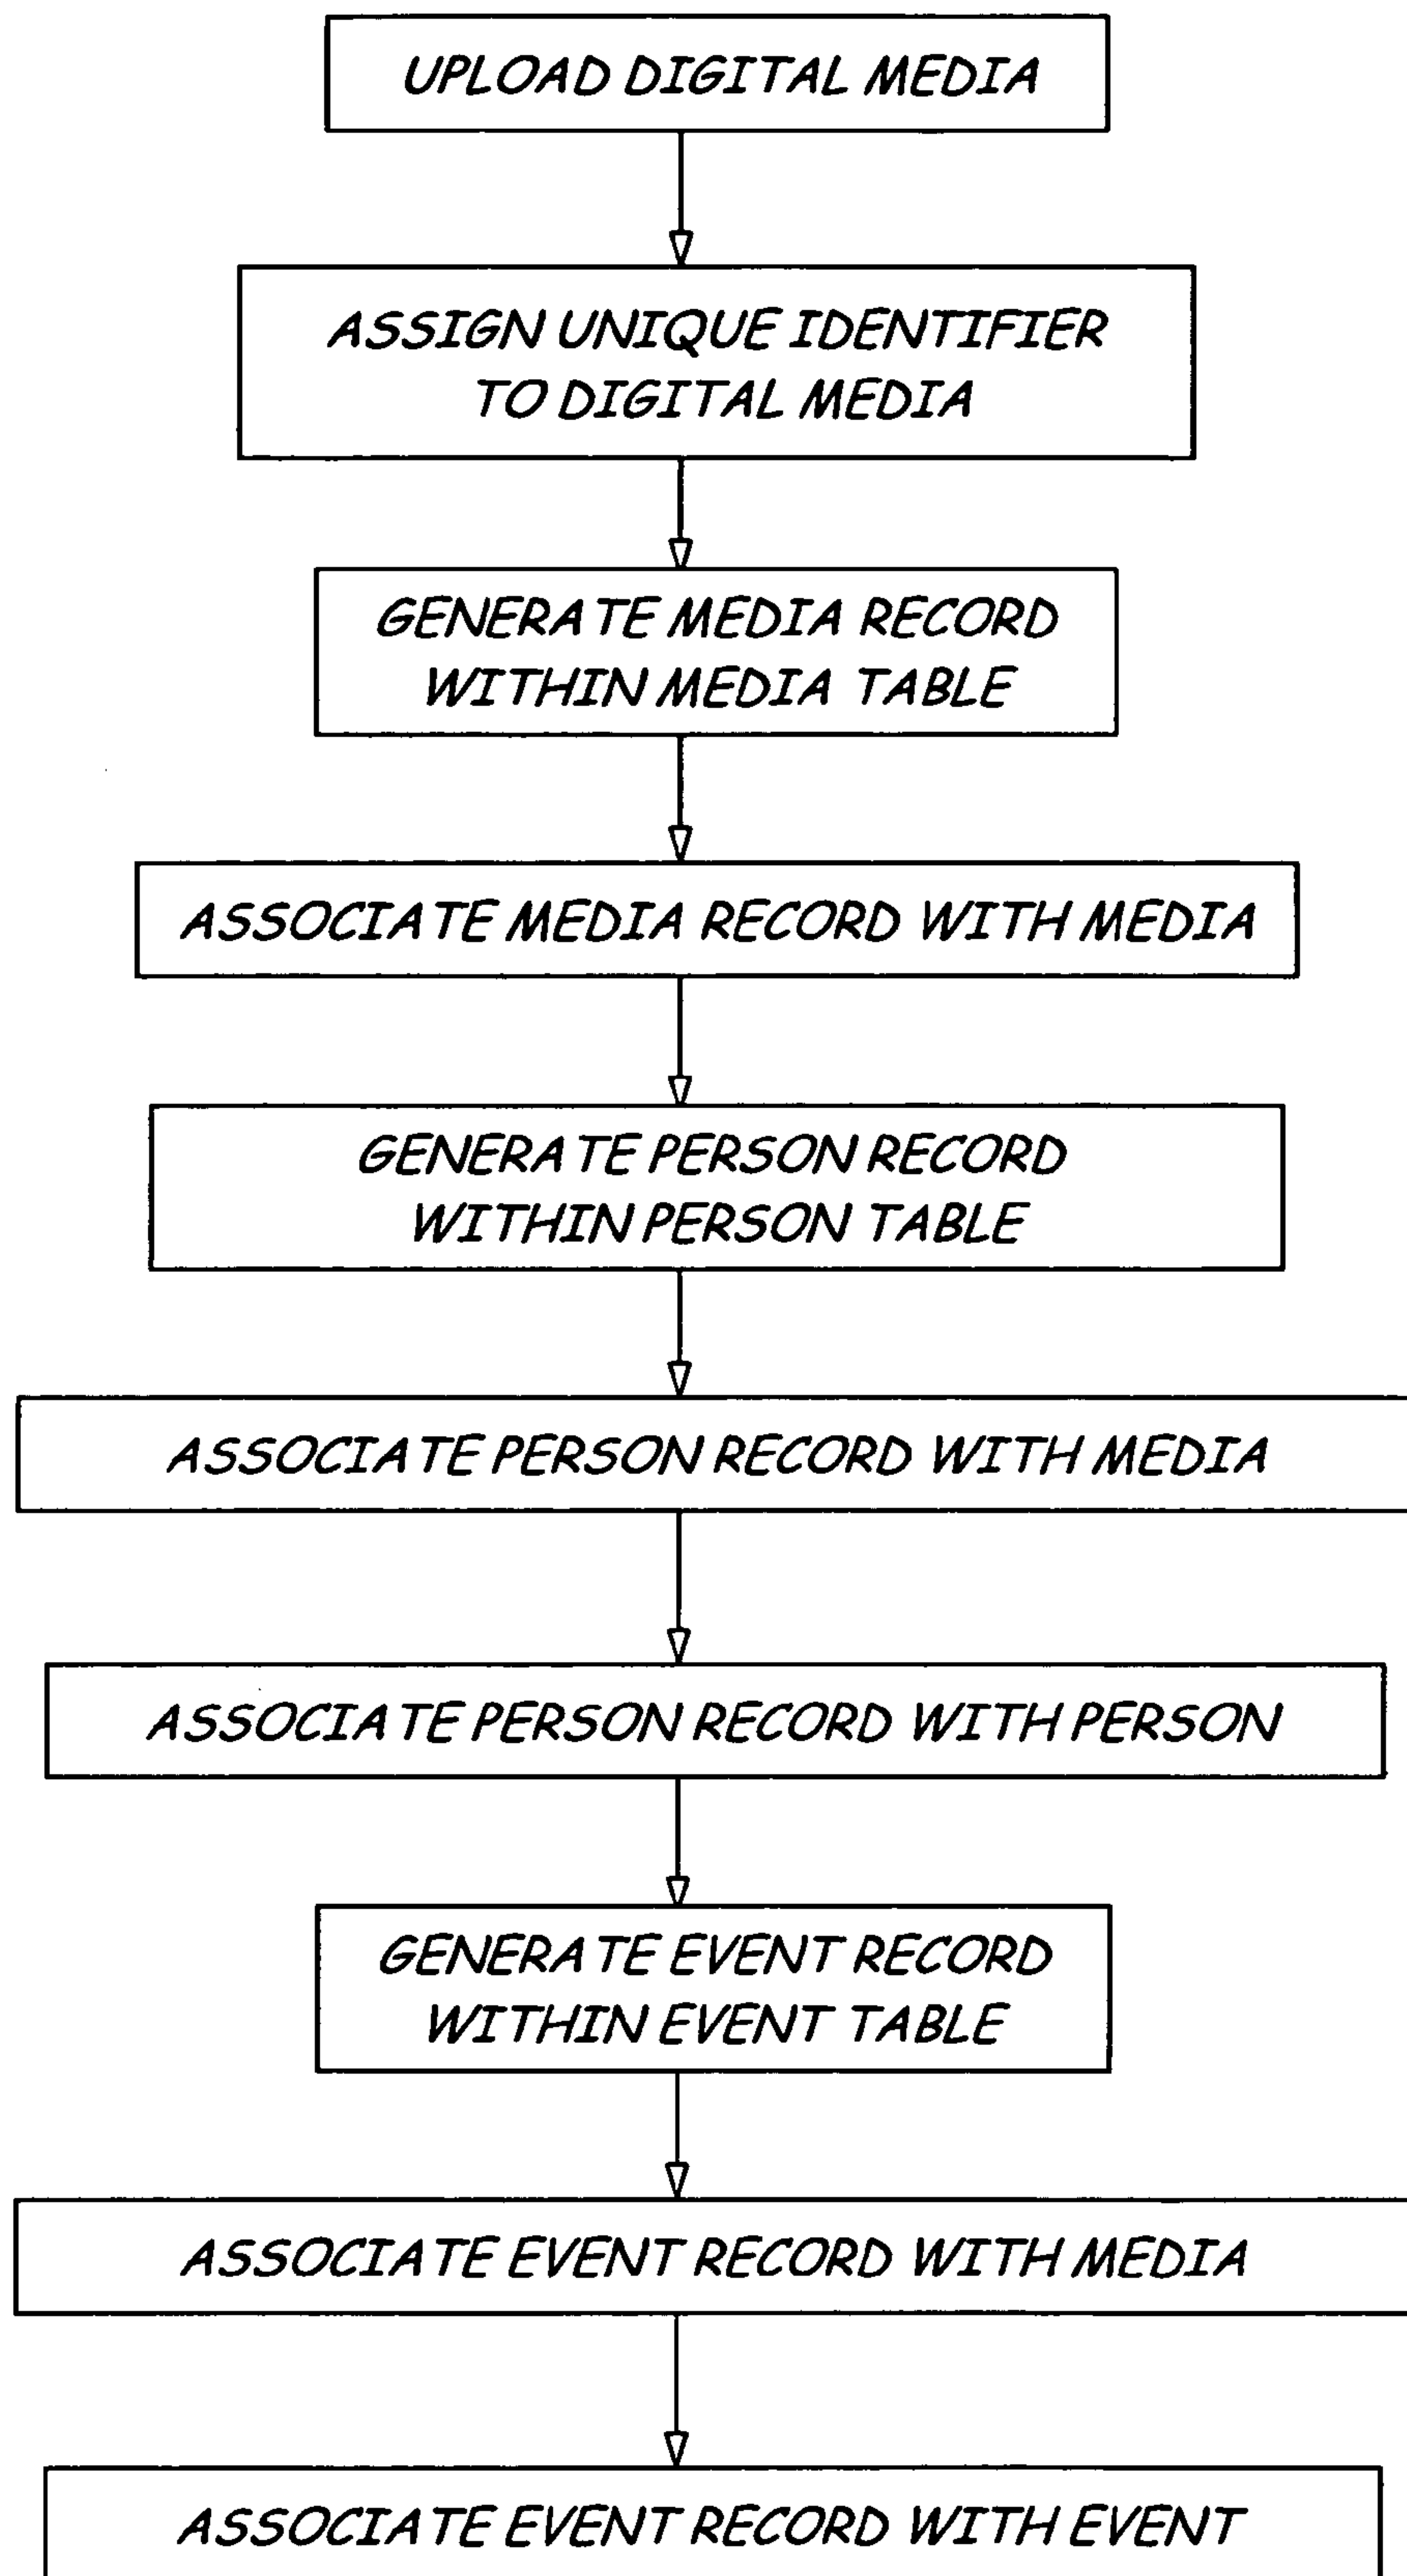 UPLOAD DIGITAL MEDIA
ASSIGN UNIQUE IDENTIFIER
TO DIGITAL MEDIA
GENERATE MEDIA RECORD
WITHIN MEDIA TABLE
ASSOCIATE MEDIA RECORD WITH MEDIA
GENERATE PERSON RECORD
WITHIN PERSON TABLE
ASSOCIATE PERSON RECORD WITH MEDIA
ASSOCIATE PERSON RECORD WITH PERSON
GENERATE EVENT RECORD
WITHIN EVENT TABLE
ASSOCIATE EVENT RECORD WITH MEDIA
ASSOCIATE EVENT RECORD WITH EVENT